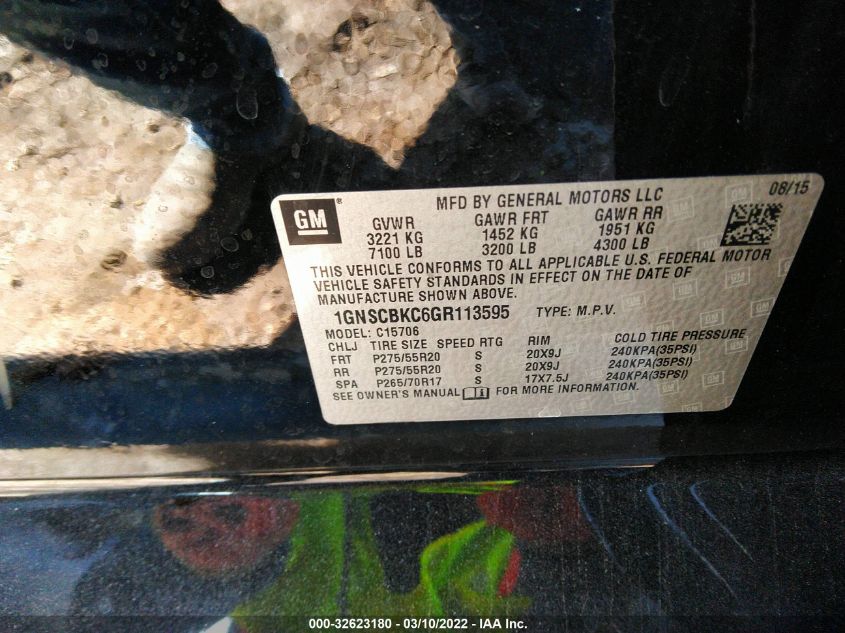 MFD BY GENERAL MOTORS LLC 08/15
GM®
GVWR GAWR FRT GAWR RR
3221 KG 1452 KG 1951 KG
7100 LB 3200 LB 4300 LB
THIS VEHICLE CONFORMS TO ALL APPLICABLE U.S. FEDERAL MOTOR
VEHICLE SAFETY STANDARDS IN EFFECT ON THE DATE OF
MANUFACTURE SHOWN ABOVE.
1GNSCBKC6GR113595 TYPE: M.P.V.
MODEL: C15706
CHLJ TIRE SIZE SPEED RTG RIM COLD TIRE PRESSURE
FRT P275/55R20 S 20X9J 240KPA(35PSI)
RR P275/55R20 S 20X9J 240KPA(35PSI)
SPA P265/70R17 S 17X7.5J 240KPA(35PSI)
SEE OWNER'S MANUAL FOR MORE INFORMATION.
000-32623180 - 03/10/2022 - IAA Inc.